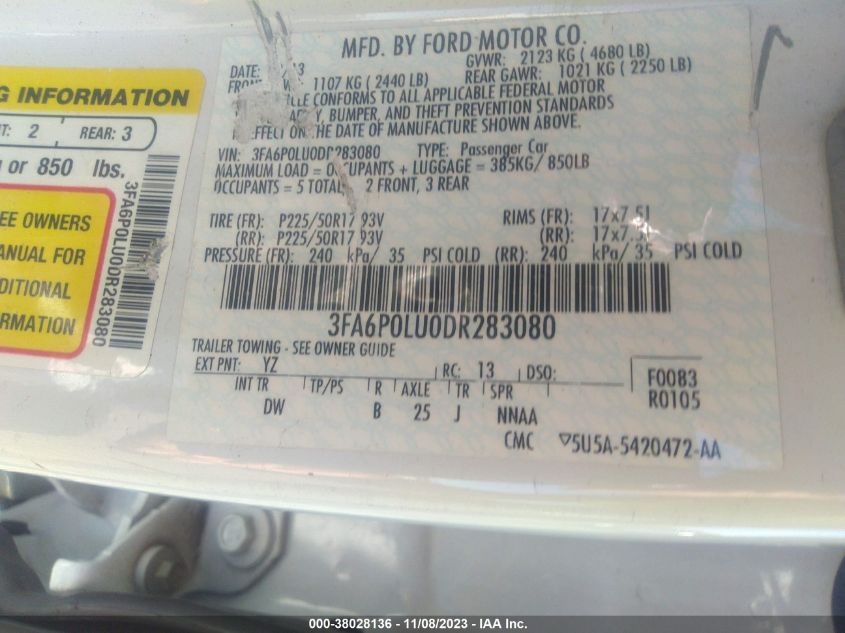 MFD. BY FORD MOTOR CO.
DATE: /13 GVWR: 2123 KG ( 4680 LB)
FRONT 1107 KG ( 2440 LB) REAR GAWR: 1021 KG ( 2250 LB)
CONFORMS TO ALL APPLICABLE FEDERAL MOTOR
BUMPER, AND THEFT PREVENTION STANDARDS
EFFECT ON THE DATE OF MANUFACTURE SHOWN ABOVE.
VIN: 3FA6P0LU0DR283080 TYPE: Passenger Car
MAXIMUM LOAD = OCCUPANTS + LUGGAGE = 385KG/ 850LB
OCCUPANTS = 5 TOTAL 2 FRONT, 3 REAR
TIRE (FR): P225/50R17 93V RIMS (FR): 17x7.5J
(RR): P225/50R17 93V (RR): 17x7.5J
PRESSURE (FR): 240 kPa/ 35 PSI COLD (RR): 240 kPa/ 35 PSI COLD
3FA6P0LU0DR283080
TRAILER TOWING - SEE OWNER GUIDE
EXT PNT: YZ RC: 13 DSO: F0083
INT TR TP/PS R AXLE TR SPR R0105
DW B 25 J NNAA
CMC ▽5U5A-5420472-AA
G INFORMATION
2 REAR: 3
or 850 lbs.
EE OWNERS
ANUAL FOR
DITIONAL
RMATION
3FA6P0LU0DR283080
000-38028136 - 11/08/2023 - IAA Inc.